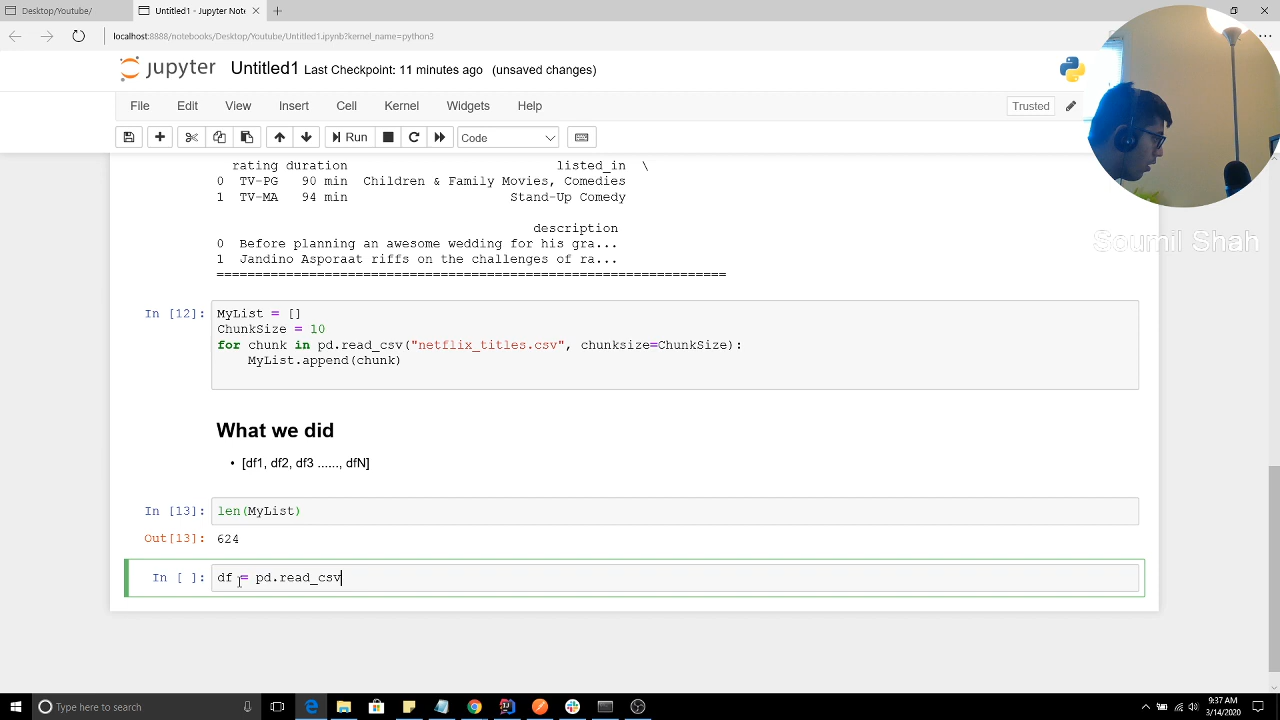 Desktop/Youtube/
Untitled1 - Jupyter Note
localhost:8888/notebooks/Desktop/Youtube/Untitled1.ipynb?kernel_name=python3
jupyter Untitled1 Last Checkpoint: 11 minutes ago (unsaved changes)
File Edit View Insert Cell Kernel Widgets Help Trusted
Run Code
rating duration listed_in \
0 TV-PG 90 min Children & Family Movies, Comedies
1 TV-MA 94 min Stand-Up Comedy
description
0 Before planning an awesome wedding for his gra...
1 Jandino Asporaat riffs on the challenges of ra...
==================================================================
Soumil Shah
In [12]: MyList = []
ChunkSize = 10
for chunk in pd.read_csv("netflix_titles.csv", chunksize=ChunkSize):
MyList.append(chunk)
What we did
• [df1, df2, df3 ......, dfN]
In [13]: len(MyList)
Out[13]: 624
In [ ]: df = pd.read_csv
Type here to search
9:37 AM
3/14/2020